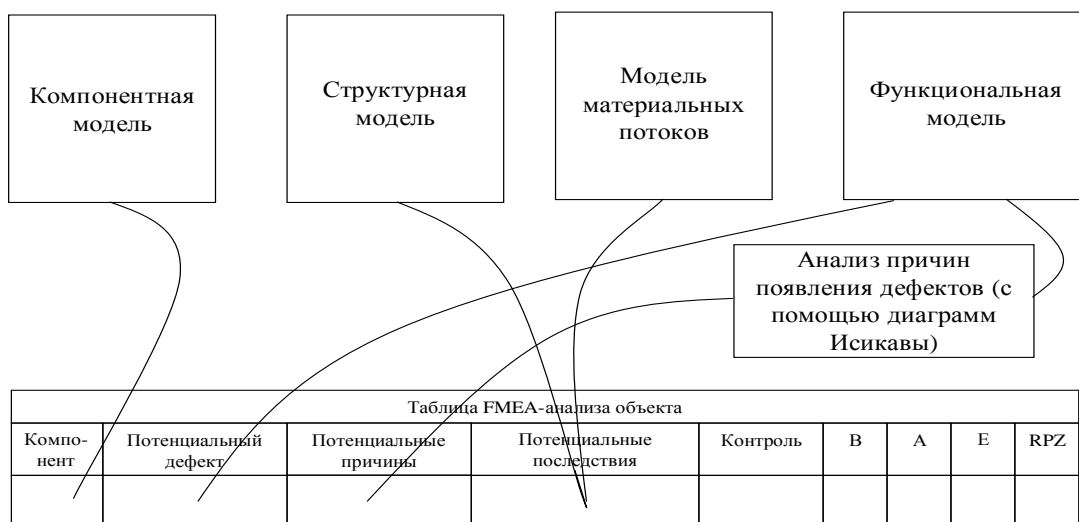 Компонентная
модель
Структурная
модель
Модель
материальных
потоков
Функциональная
модель
Анализ причин
появления дефектов (с
помощью диаграмм
Исикавы)
Таблица FMEA-анализа объекта
Компо-
нент
Потенциальный
дефект
Потенциальные
причины
Потенциальные
последствия
Контроль
B
A
E
RPZ